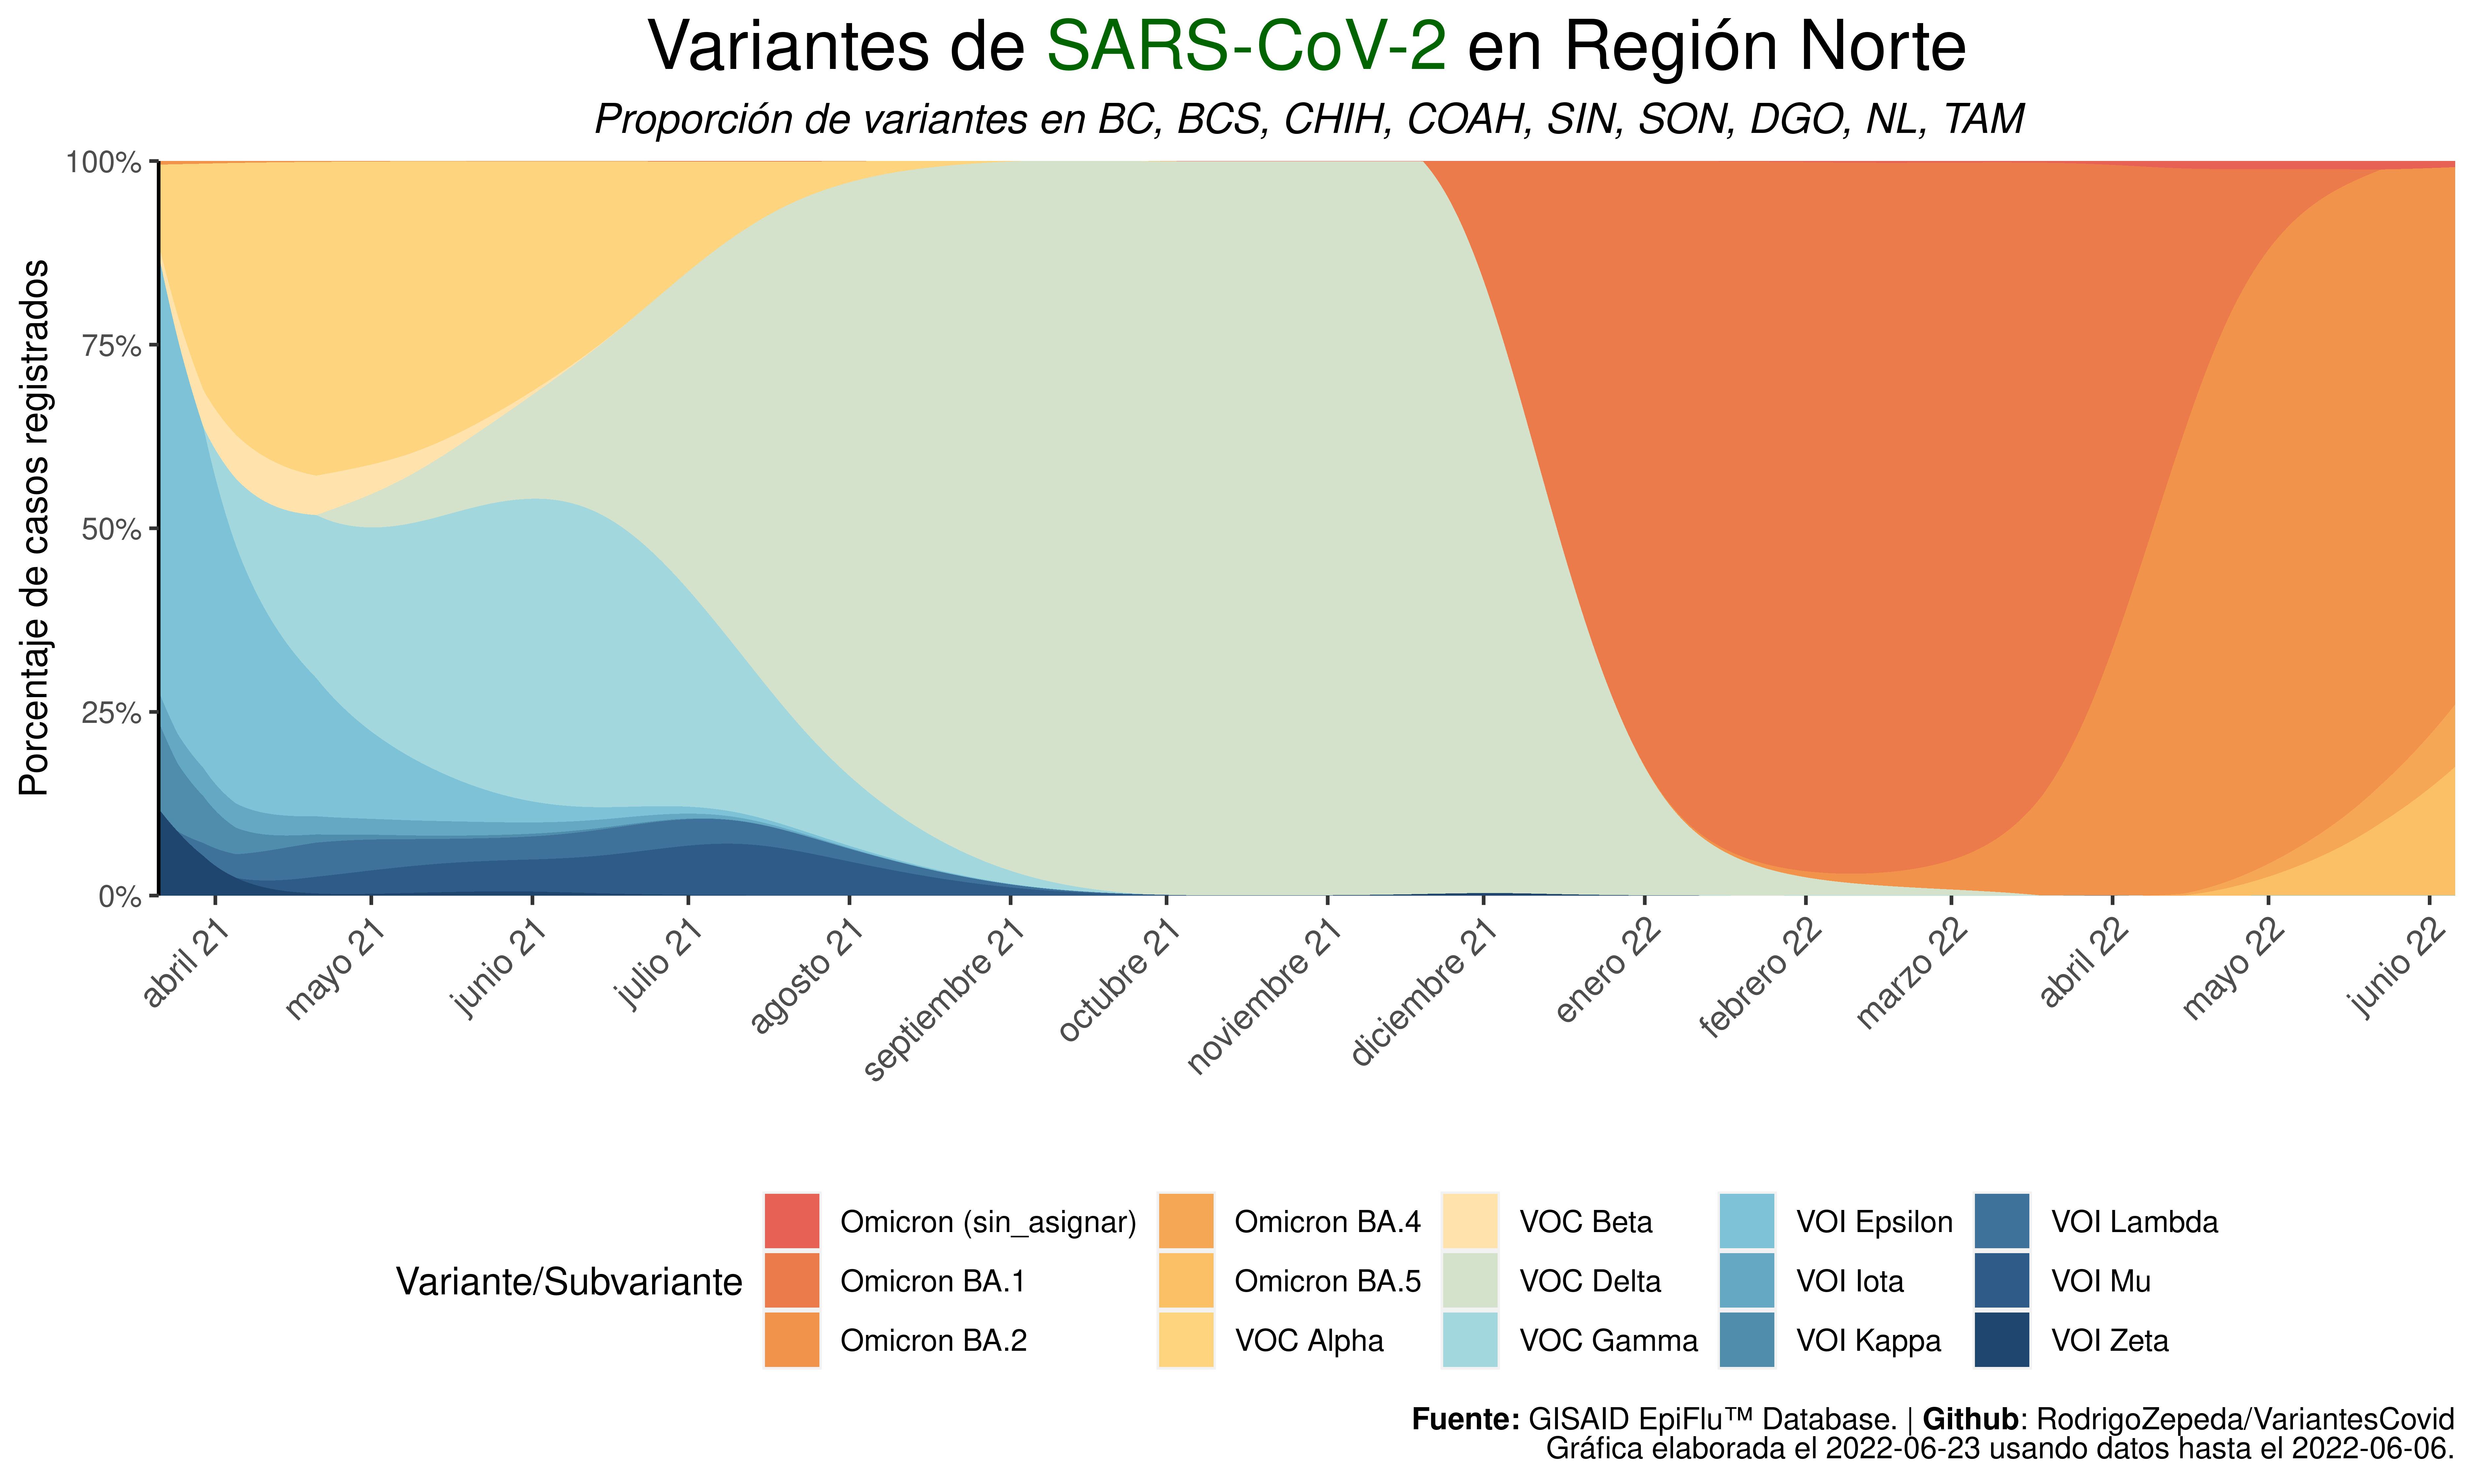 Variantes de SARS-CoV-2 en Región Norte
Proporción de variantes en BC, BCS, CHIH, COAH, SIN, SON, DGO, NL, TAM
Porcentaje de casos registrados
100%
75%
50%
25%
0%
abril 21
mayo 21
junio 21
julio 21
agosto 21
septiembre 21
octubre 21
noviembre 21
diciembre 21
enero 22
febrero 22
marzo 22
abril 22
mayo 22
junio 22
Variante/Subvariante
Omicron (sin_asignar)
Omicron BA.1
Omicron BA.2
Omicron BA.4
Omicron BA.5
VOC Alpha
VOC Beta
VOC Delta
VOC Gamma
VOI Epsilon
VOI Iota
VOI Kappa
VOI Lambda
VOI Mu
VOI Zeta
Fuente: GISAID EpiFlu™ Database. | Github: RodrigoZepeda/VariantesCovid
Gráfica elaborada el 2022-06-23 usando datos hasta el 2022-06-06.